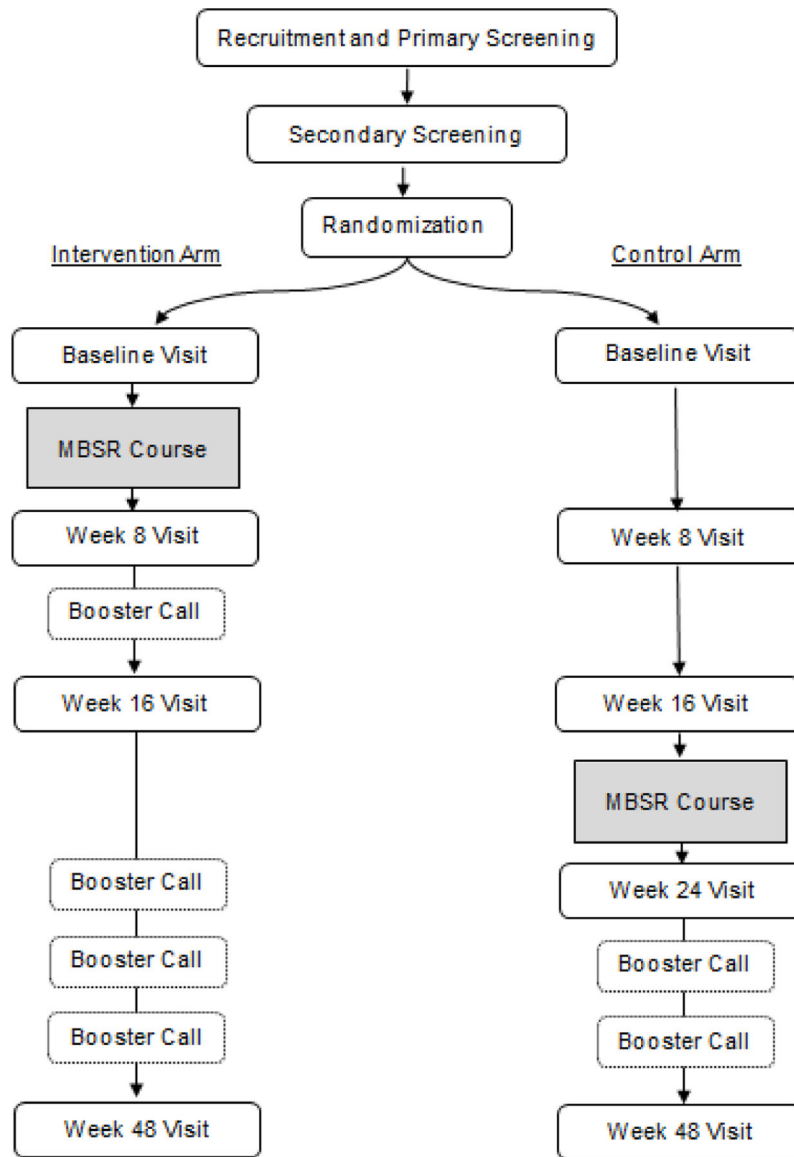 Recruitment and Primary Screening
Secondary Screening
Randomization
Intervention Arm
Control Arm
Baseline Visit
Baseline Visit
MBSR Course
Week 8 Visit
Week 8 Visit
Booster Call
Week 16 Visit
Week 16 Visit
MBSR Course
Booster Call
Week 24 Visit
Booster Call
Booster Call
Booster Call
Booster Call
Week 48 Visit
Week 48 Visit